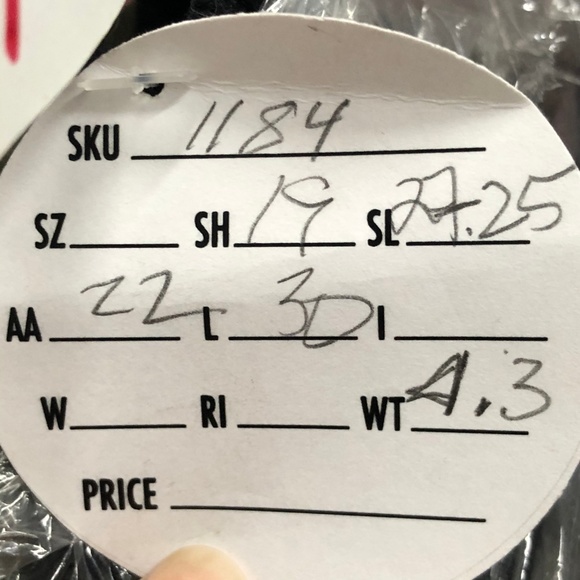 SKU 1184
SZ SH 19 SL 27.25
AA 22 L 30 I
W RI WT 4.3
PRICE